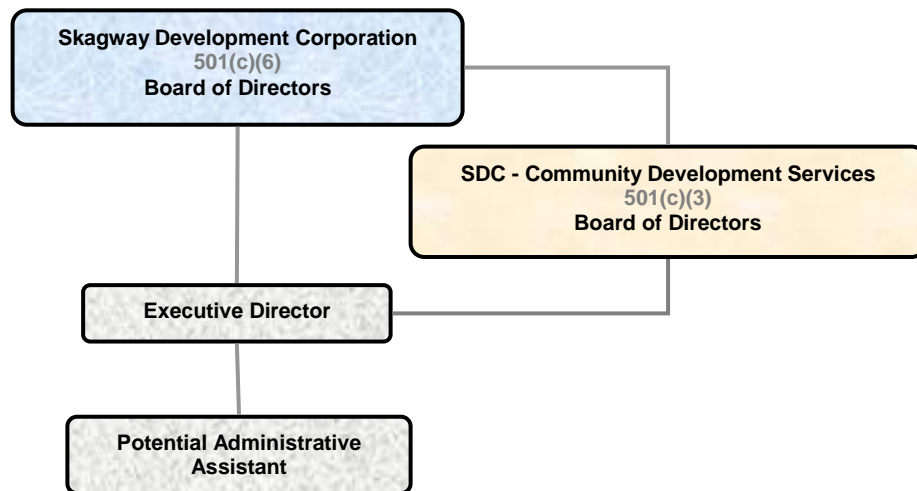 Skagway Development Corporation
501(c)(6)
Board of Directors
SDC - Community Development Services
501(c)(3)
Board of Directors
Executive Director
Potential Administrative
Assistant